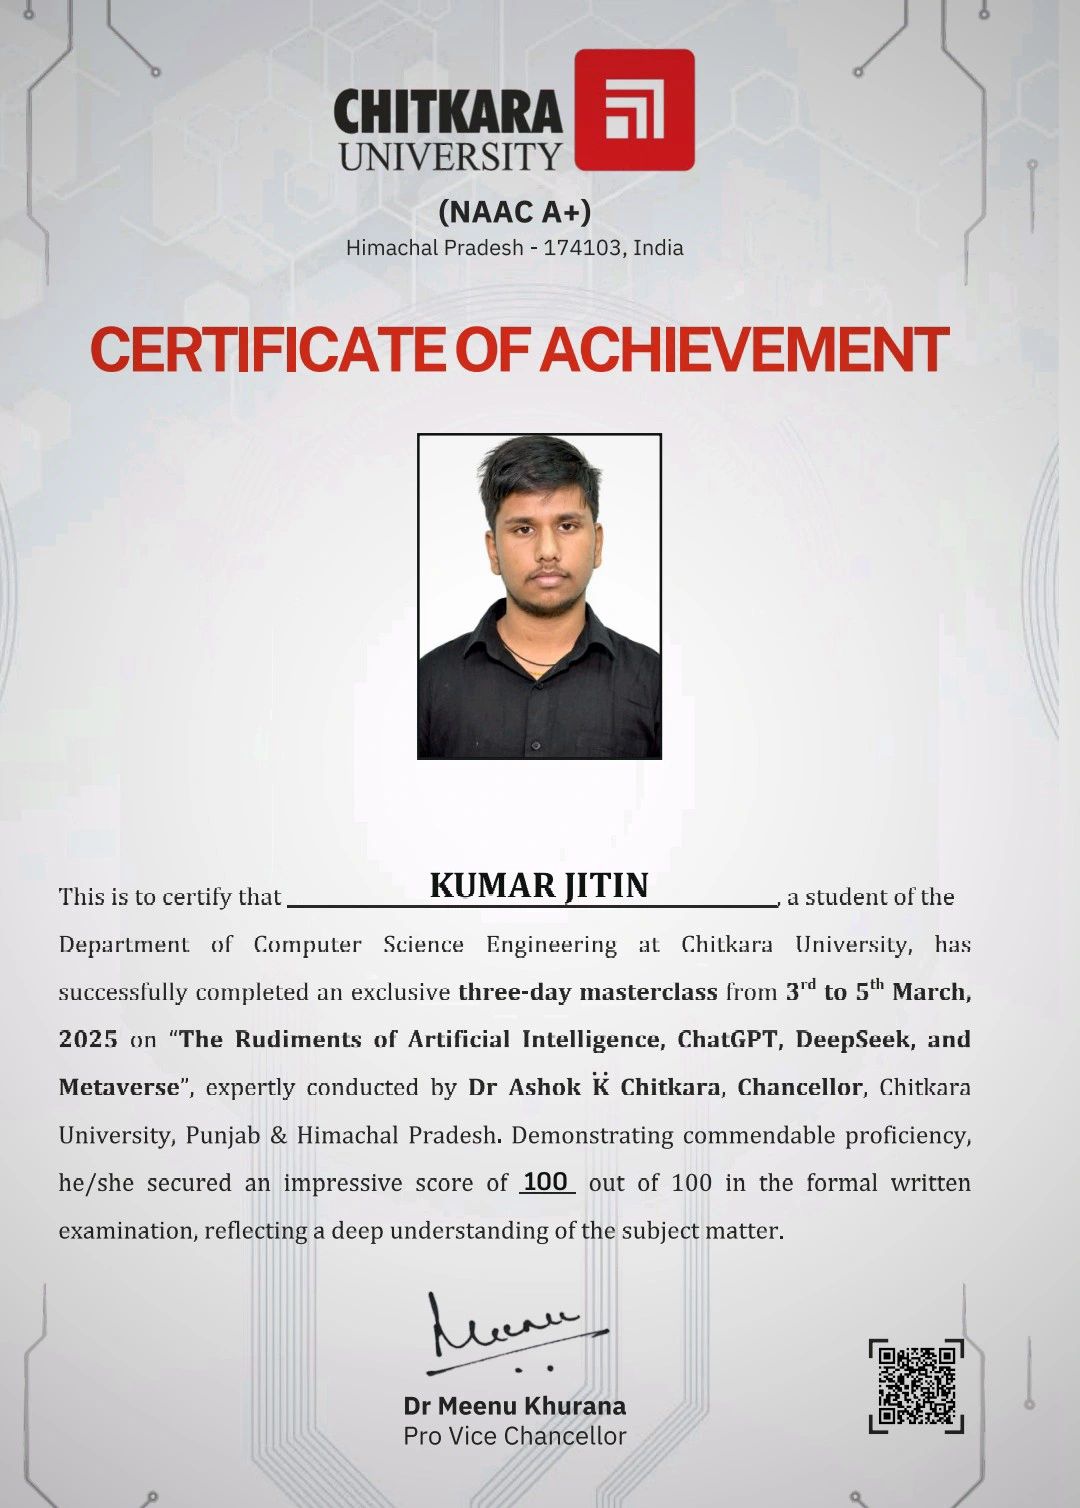 CHITKARA
UNIVERSITY
(NAAC A+)
Himachal Pradesh - 174103, India
CERTIFICATE OF ACHIEVEMENT
This is to certify that KUMAR JITIN, a student of the
Department of Computer Science Engineering at Chitkara University, has
successfully completed an exclusive three-day masterclass from 3rd to 5th March,
2025 on “The Rudiments of Artificial Intelligence, ChatGPT, DeepSeek, and
Metaverse”, expertly conducted by Dr Ashok K̈ Chitkara, Chancellor, Chitkara
University, Punjab & Himachal Pradesh. Demonstrating commendable proficiency,
he/she secured an impressive score of 100 out of 100 in the formal written
examination, reflecting a deep understanding of the subject matter.
Meenu
Dr Meenu Khurana
Pro Vice Chancellor